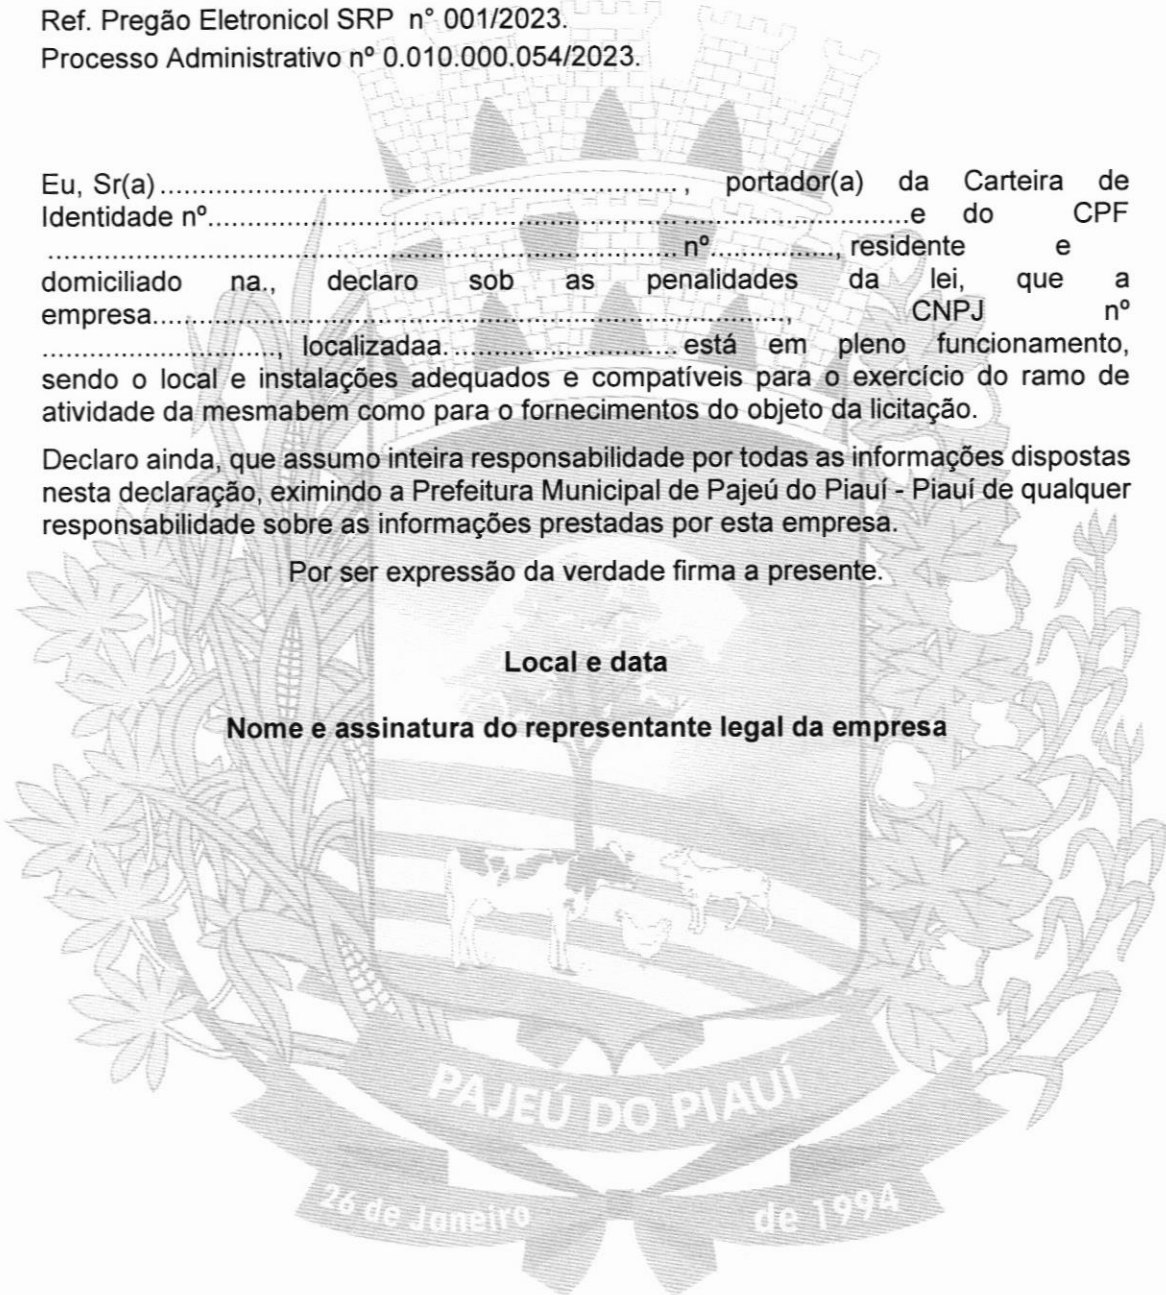 Ref. Pregão Eletronicol SRP n° 001/2023.
Processo Administrativo nº 0.010.000.054/2023.
Eu, Sr(a)................................................................., portador(a) da Carteira de
Identidade nº........................................................................................e do CPF
............................................................................... nº..............., residente e
domiciliado na., declaro sob as penalidades da lei, que a
empresa..............................................................................., CNPJ nº
............................., localizadaa............................. está em pleno funcionamento,
sendo o local e instalações adequados e compatíveis para o exercício do ramo de
atividade da mesmabem como para o fornecimentos do objeto da licitação.
Declaro ainda, que assumo inteira responsabilidade por todas as informações dispostas
nesta declaração, eximindo a Prefeitura Municipal de Pajeú do Piauí - Piauí de qualquer
responsabilidade sobre as informações prestadas por esta empresa.
Por ser expressão da verdade firma a presente.
Local e data
Nome e assinatura do representante legal da empresa
PAJEÚ DO PIAUÍ
26 de Janeiro de 1994